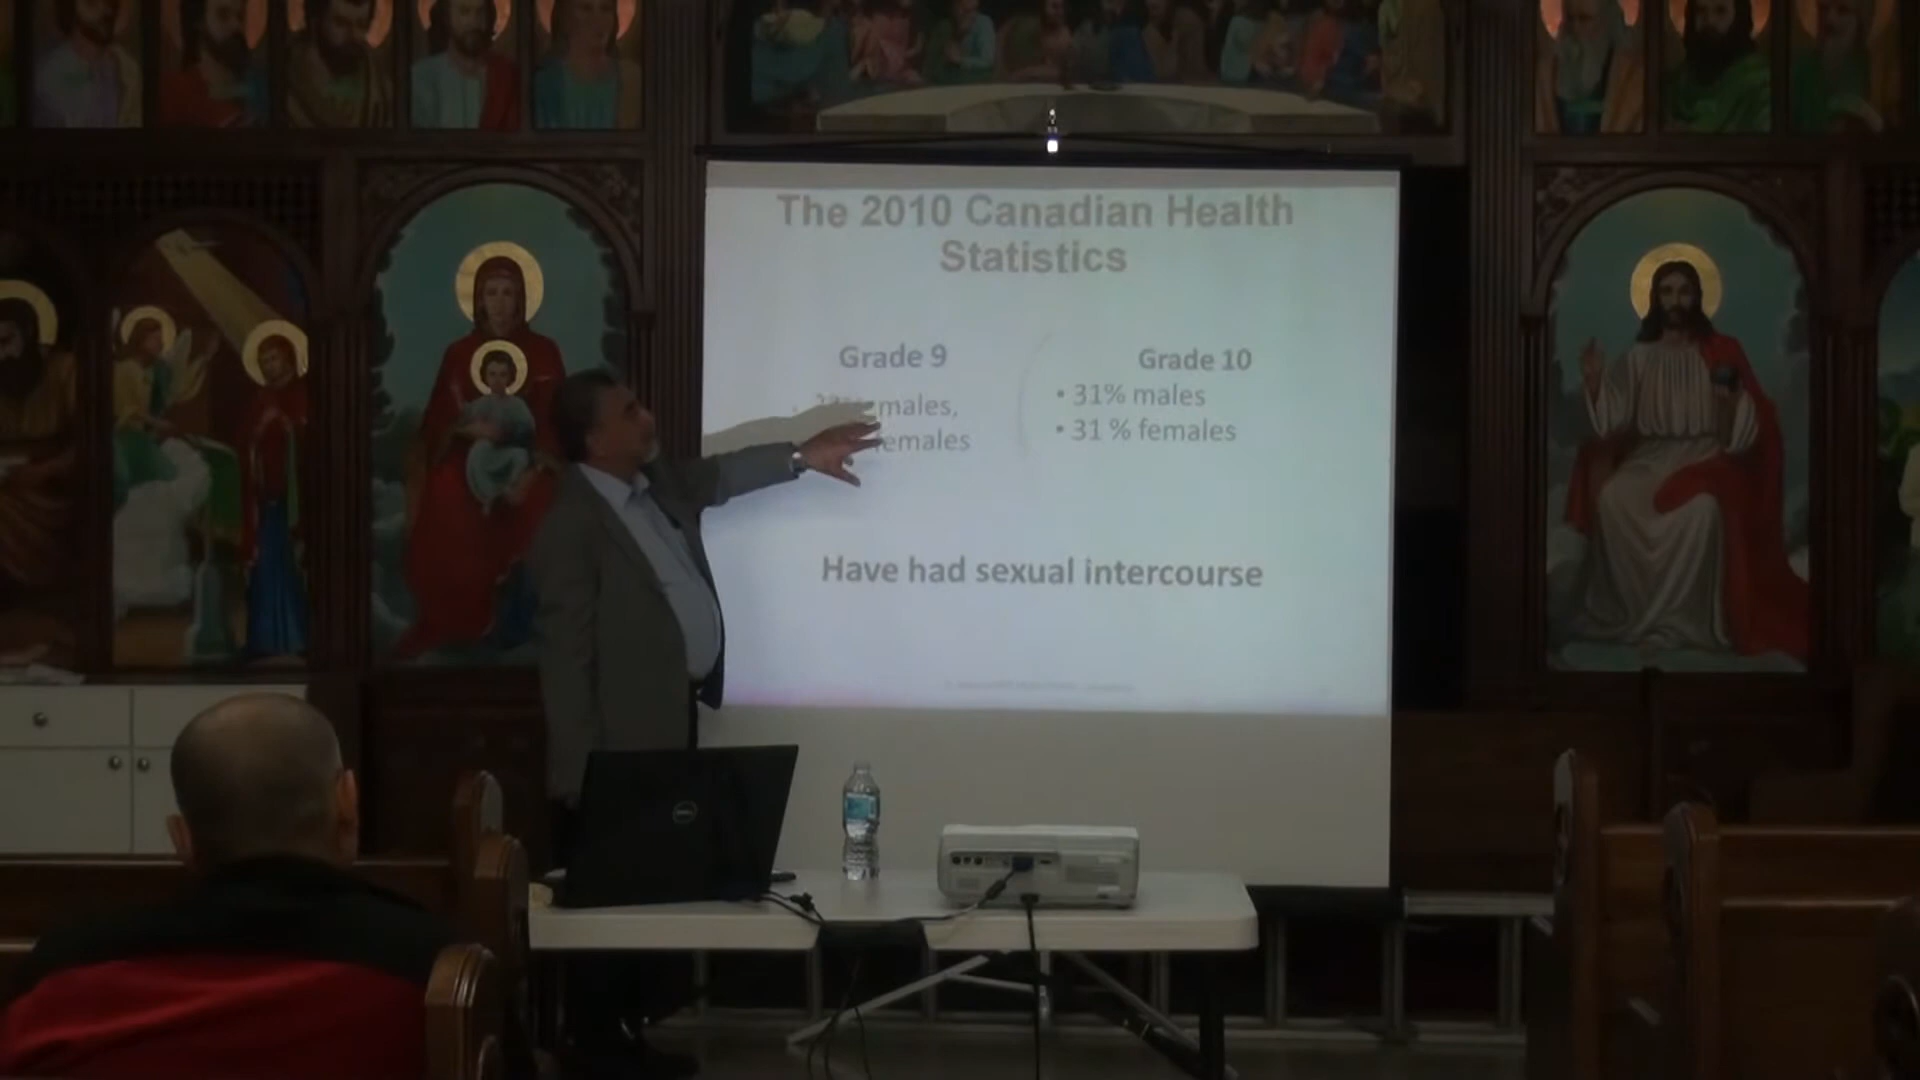 The 2010 Canadian Health
Statistics
Grade 9
males,
females
Grade 10
• 31% males
• 31 % females
Have had sexual intercourse
DELL